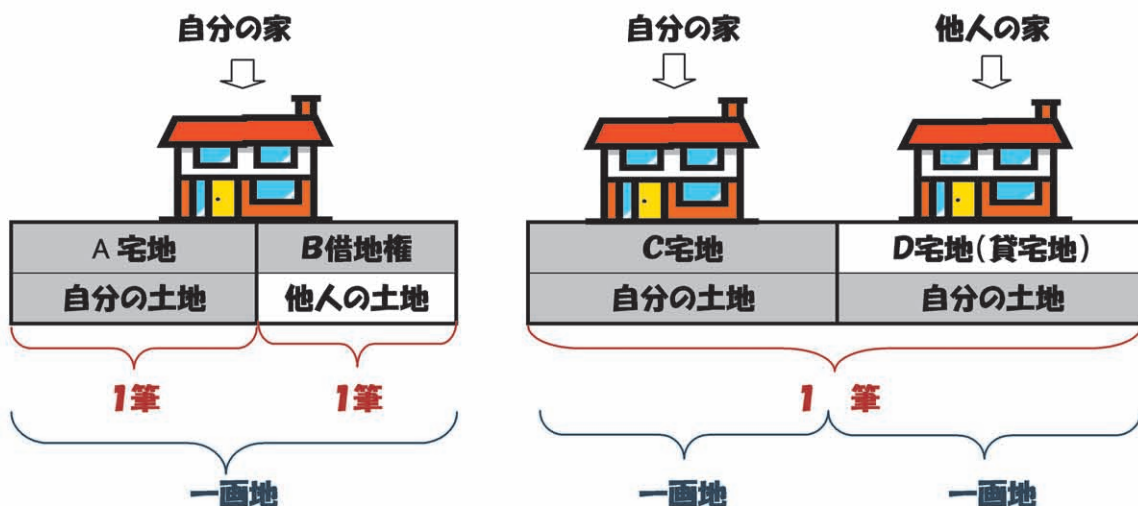 自分の家
自分の家
他人の家
A 宅地
B借地権
C宅地
D宅地(貸宅地)
自分の土地
他人の土地
自分の土地
自分の土地
1筆
1筆
1 筆
一画地
一画地
一画地